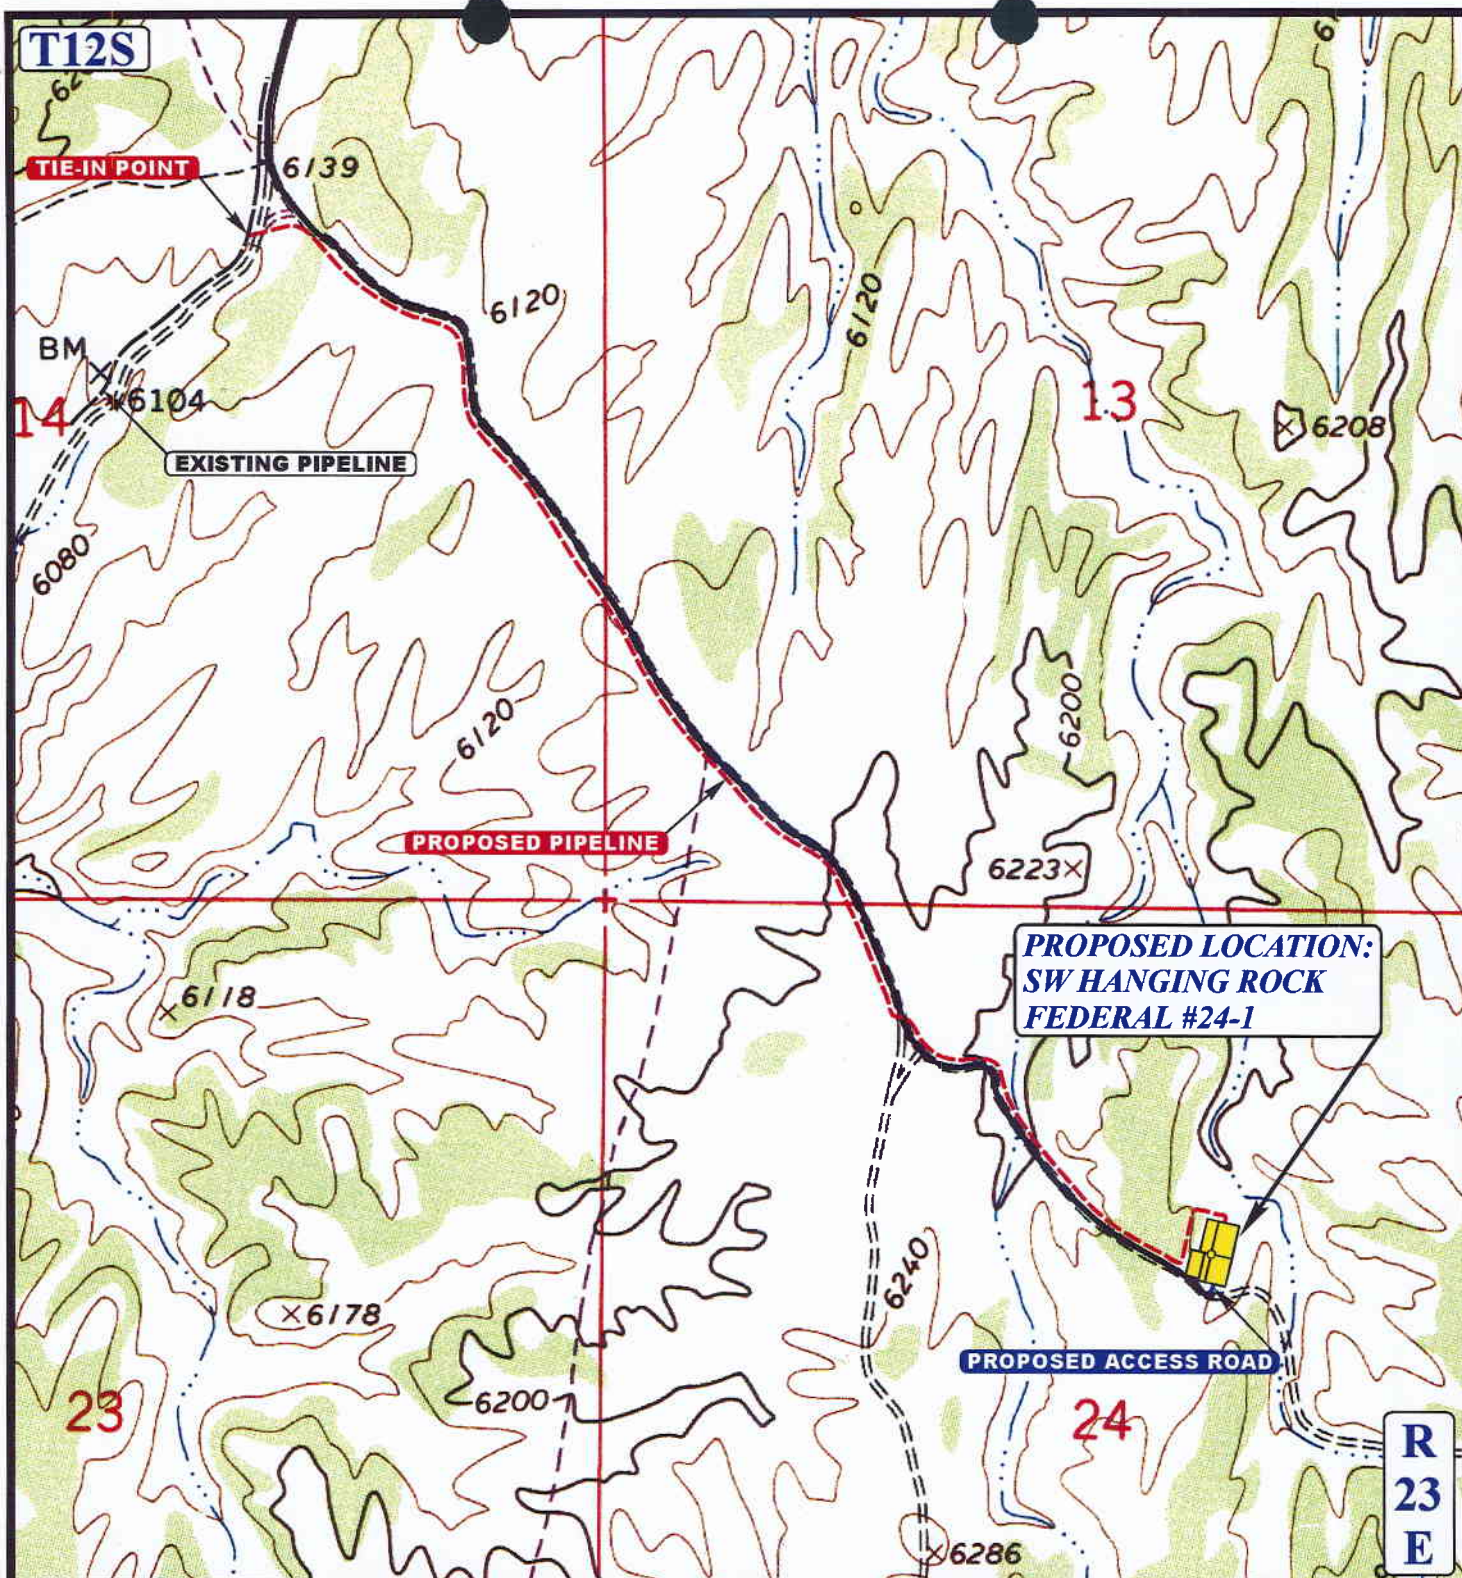 T12S
TIE-IN POINT
6139
6120
6120
BM
6104
14
13
6208
EXISTING PIPELINE
6080
6120
6200
PROPOSED PIPELINE
6223
PROPOSED LOCATION:
SW HANGING ROCK
FEDERAL #24-1
6118
6240
6178
PROPOSED ACCESS ROAD
6200
23
24
R
23
E
6286